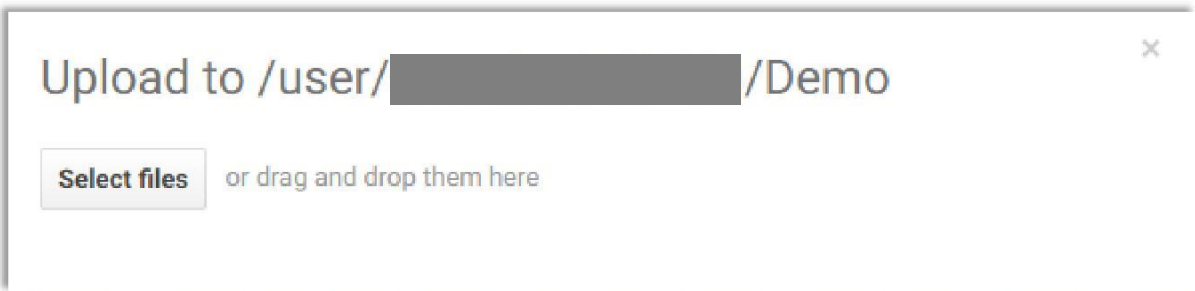 Upload to /user/ /Demo
×
Select files or drag and drop them here